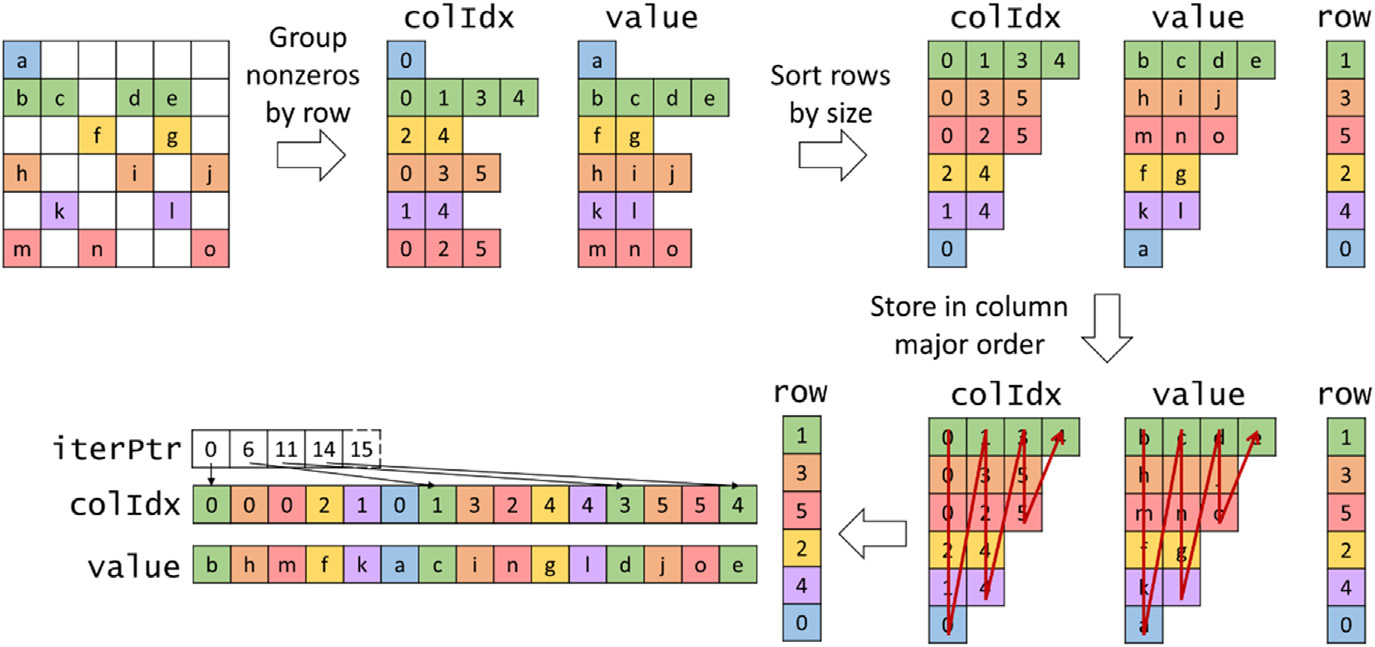 colIdx value colIdx value row
Group
nonzeros
by row
Sort rows
by size
a
b c d e
f g
h i j
k l
m n o
0
0 1 3 4
2 4
0 3 5
1 4
0 2 5
a
b c d e
f g
h i j
k l
m n o
0 1 3 4
0 3 5
0 2 5
2 4
1 4
0
b c d e
h i j
m n o
f g
k l
a
1
3
5
2
4
0
Store in column
major order
row colIdx value row
1
3
5
2
4
0
0 1 3 4
0 3 5
0 2 5
2 4
1 4
0
b c d e
h
m n o
f g
k
a
1
3
5
2
4
0
iterPtr 0 6 11 14 15
colIdx 0 0 0 2 1 0 1 3 2 4 4 3 5 5 4
value b h m f k a c i n g l d j o e